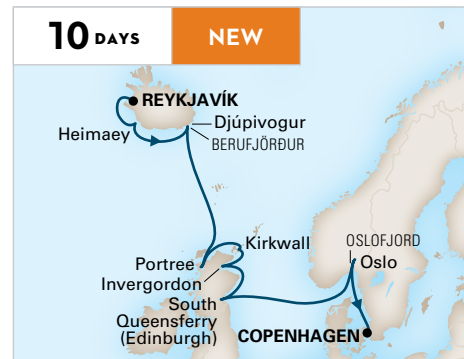 10 DAYS
NEW
REYKJAVÍK
Heimaey
Djúpivogur
BERUFJÖRÐUR
Kirkwall
Portree
Invergordon
South
Queensferry
(Edinburgh)
OSLOFJORD
Oslo
COPENHAGEN